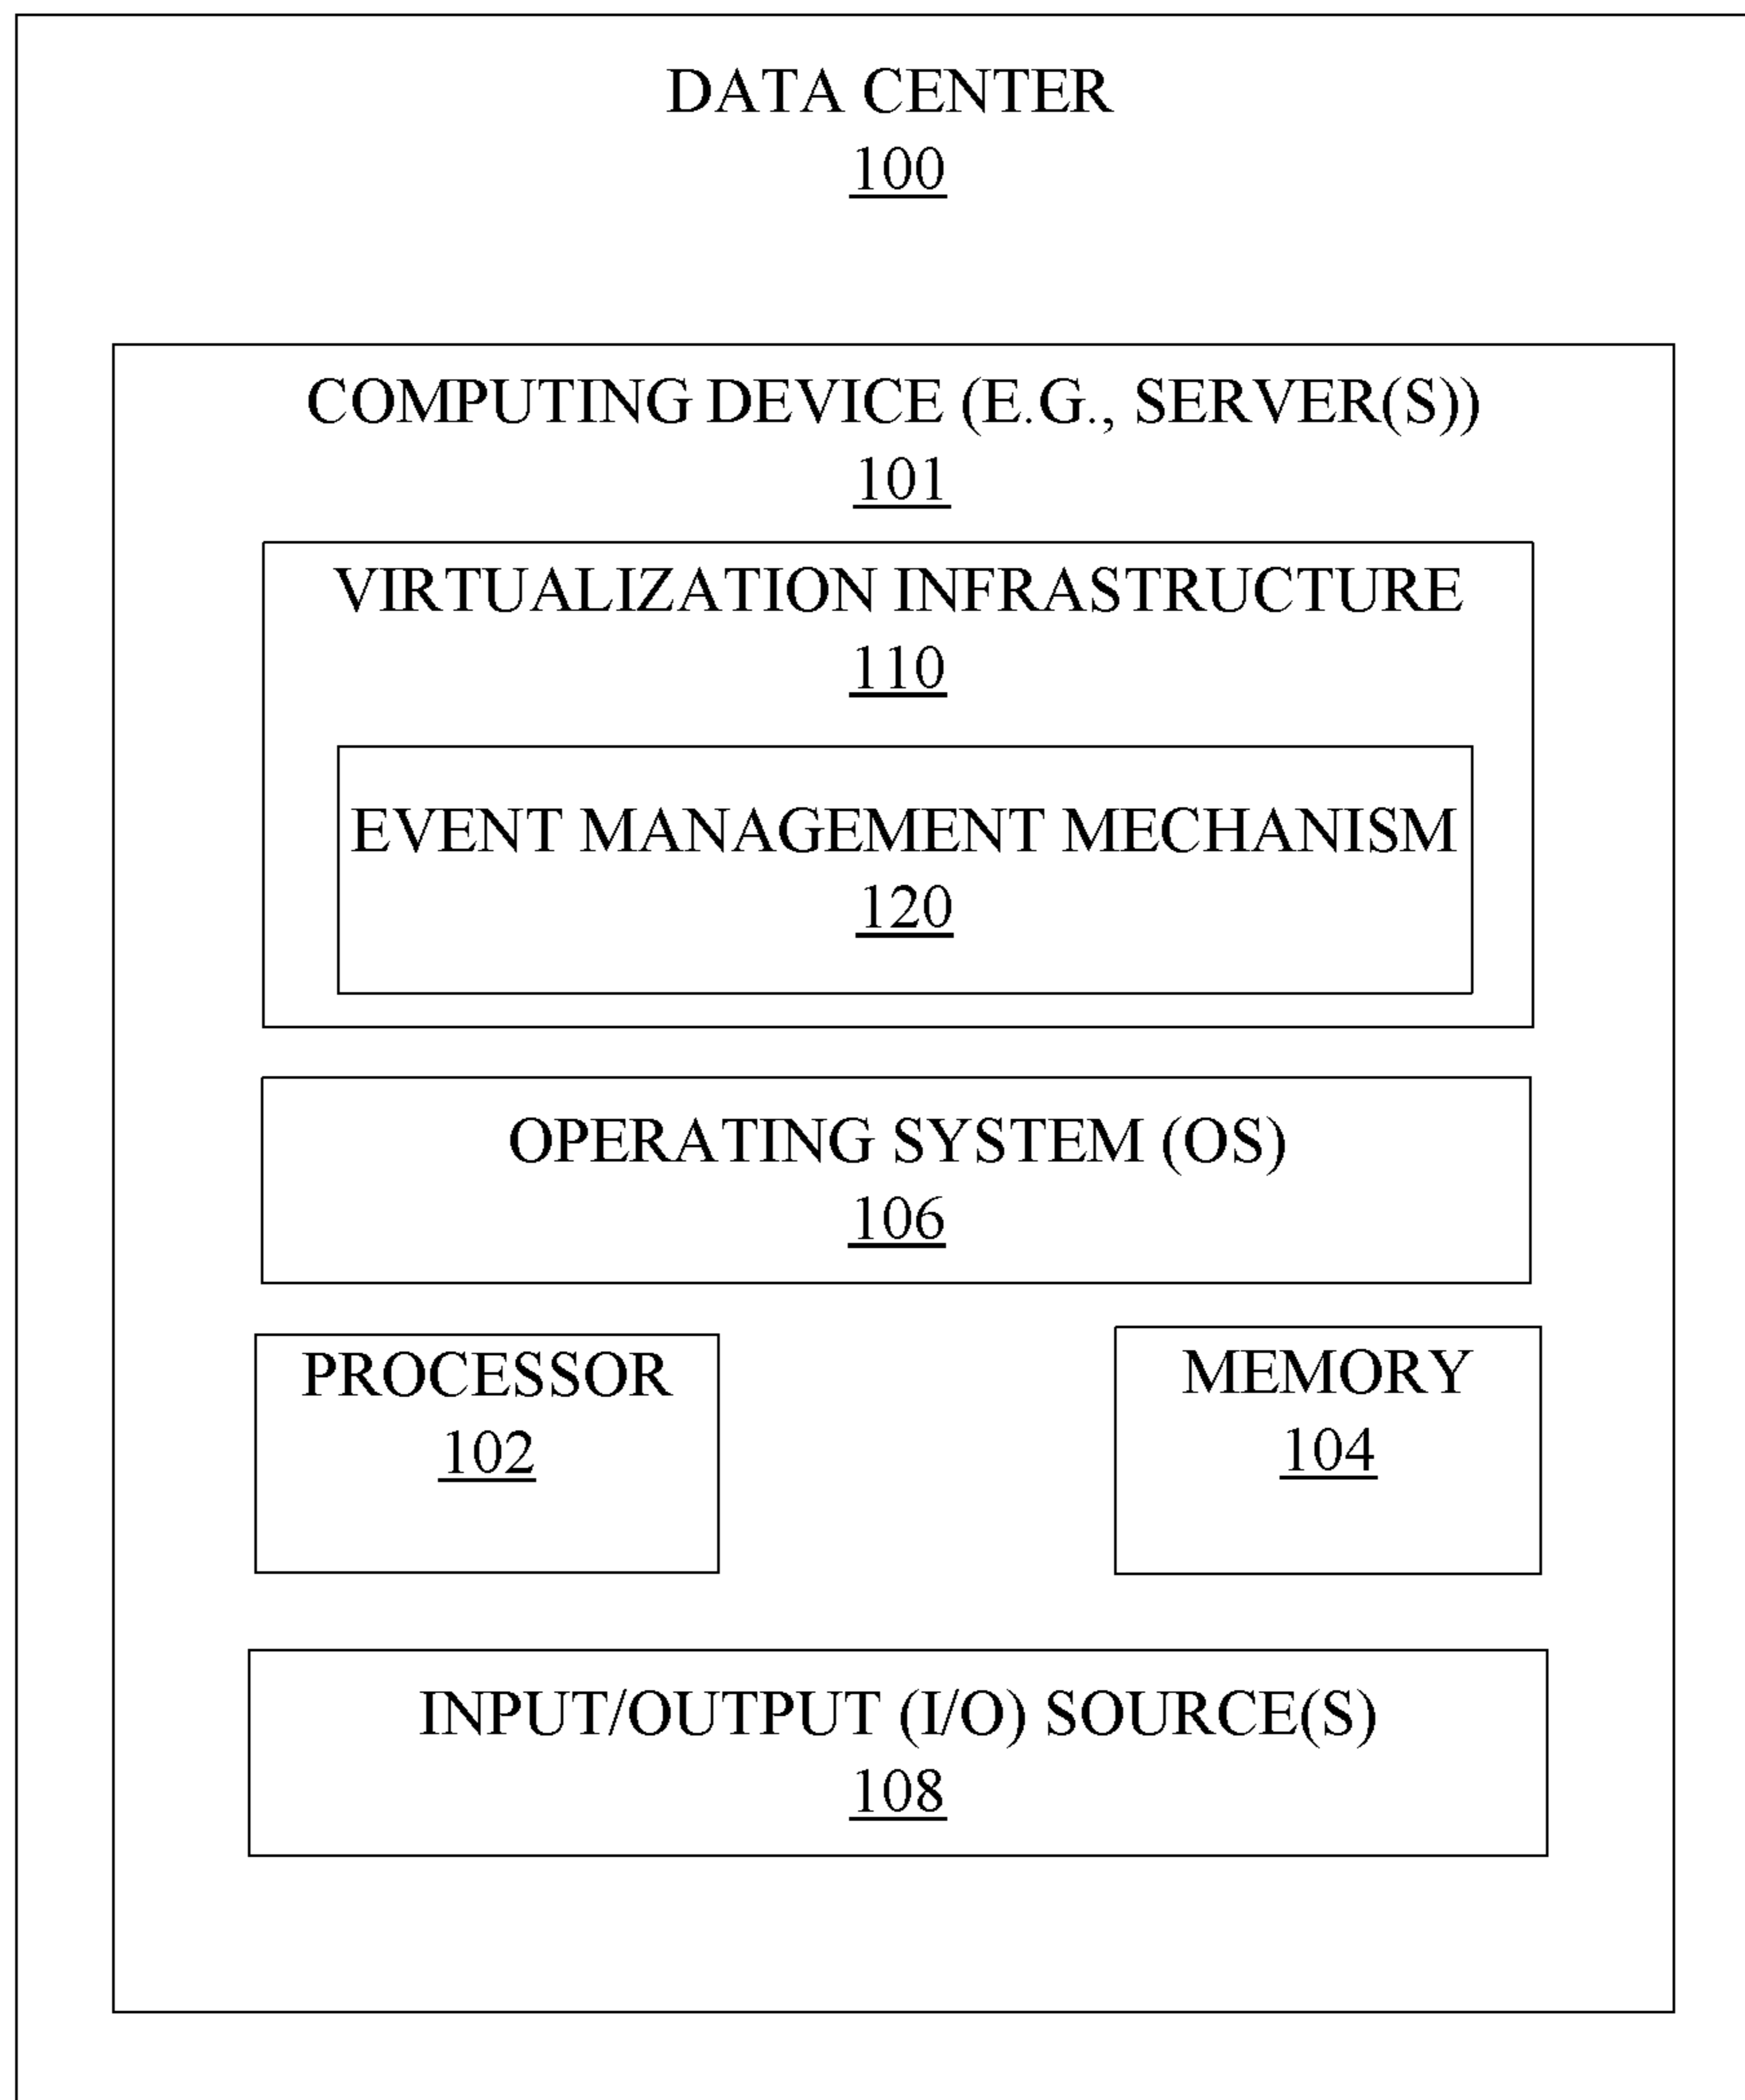 DATA CENTER
100
COMPUTING DEVICE (E.G., SERVER(S))
101
VIRTUALIZATION INFRASTRUCTURE
110
EVENT MANAGEMENT MECHANISM
120
OPERATING SYSTEM (OS)
106
PROCESSOR
102
MEMORY
104
INPUT/OUTPUT (I/O) SOURCE(S)
108